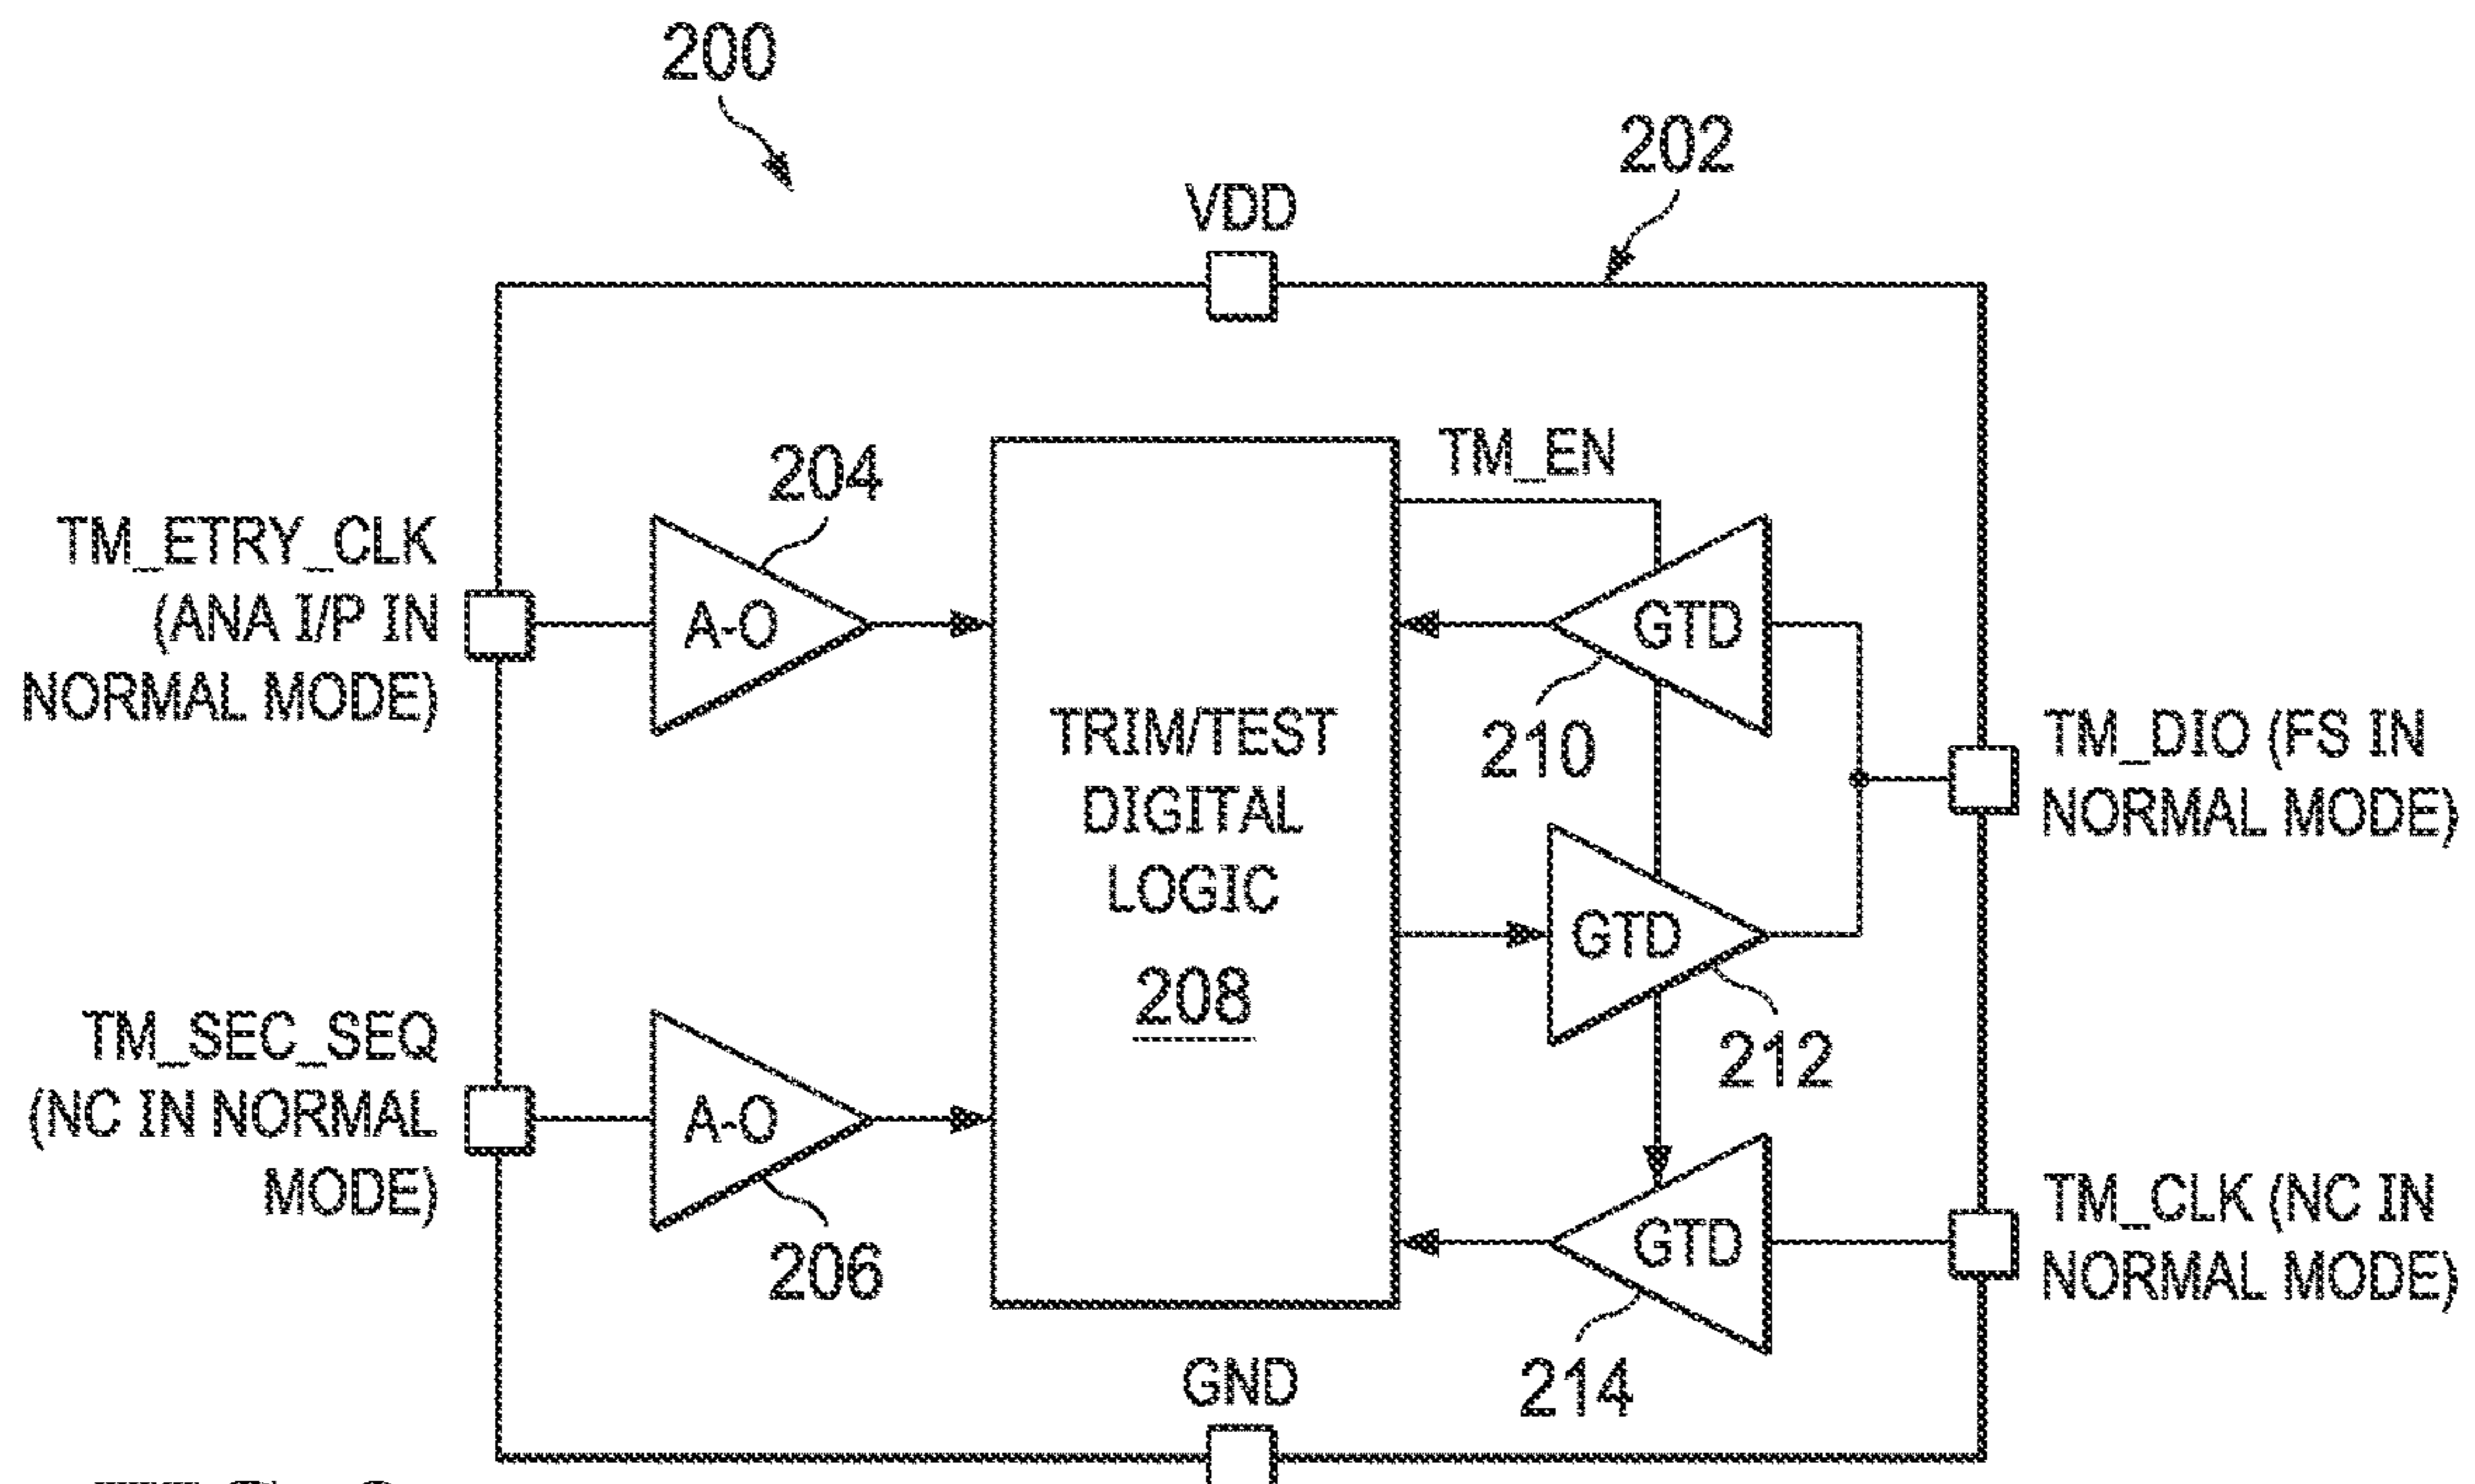 200
202
VDD
TM_EN
204
TM_ETRY_CLK
(ANA I/P IN
NORMAL MODE)
A-O
GTD
210
TRIM/TEST
DIGITAL
LOGIC
208
TM_DIO (FS IN
NORMAL MODE)
GTD
212
TM_SEC_SEQ
(NC IN NORMAL
MODE)
A-O
206
GTD
214
TM_CLK (NC IN
NORMAL MODE)
GND